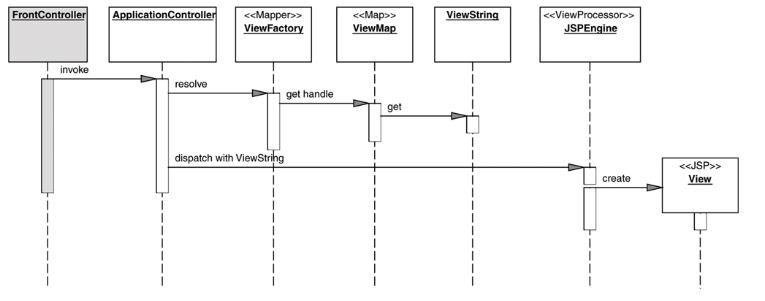 FrontController
ApplicationController
<<Mapper>>
ViewFactory
<<Map>>
ViewMap
ViewString
<<ViewProcessor>>
JSPEngine
invoke
resolve
get handle
get
dispatch with ViewString
create
<<JSP>>
View